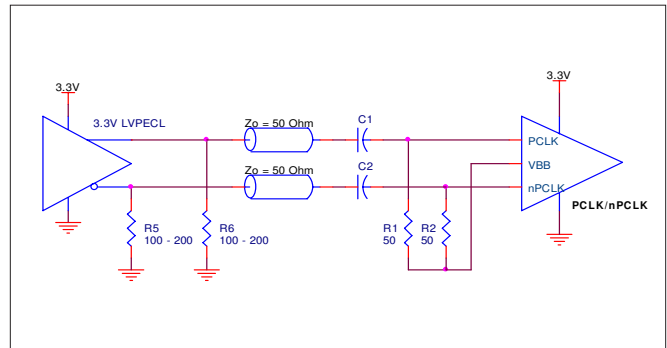 3.3V
3.3V
3.3V LVPECL
Zo = 50 Ohm
C1
PCLK
Zo = 50 Ohm
C2
VBB
nPCLK
PCLK/nPCLK
R5
100 - 200
R6
100 - 200
R1
50
R2
50